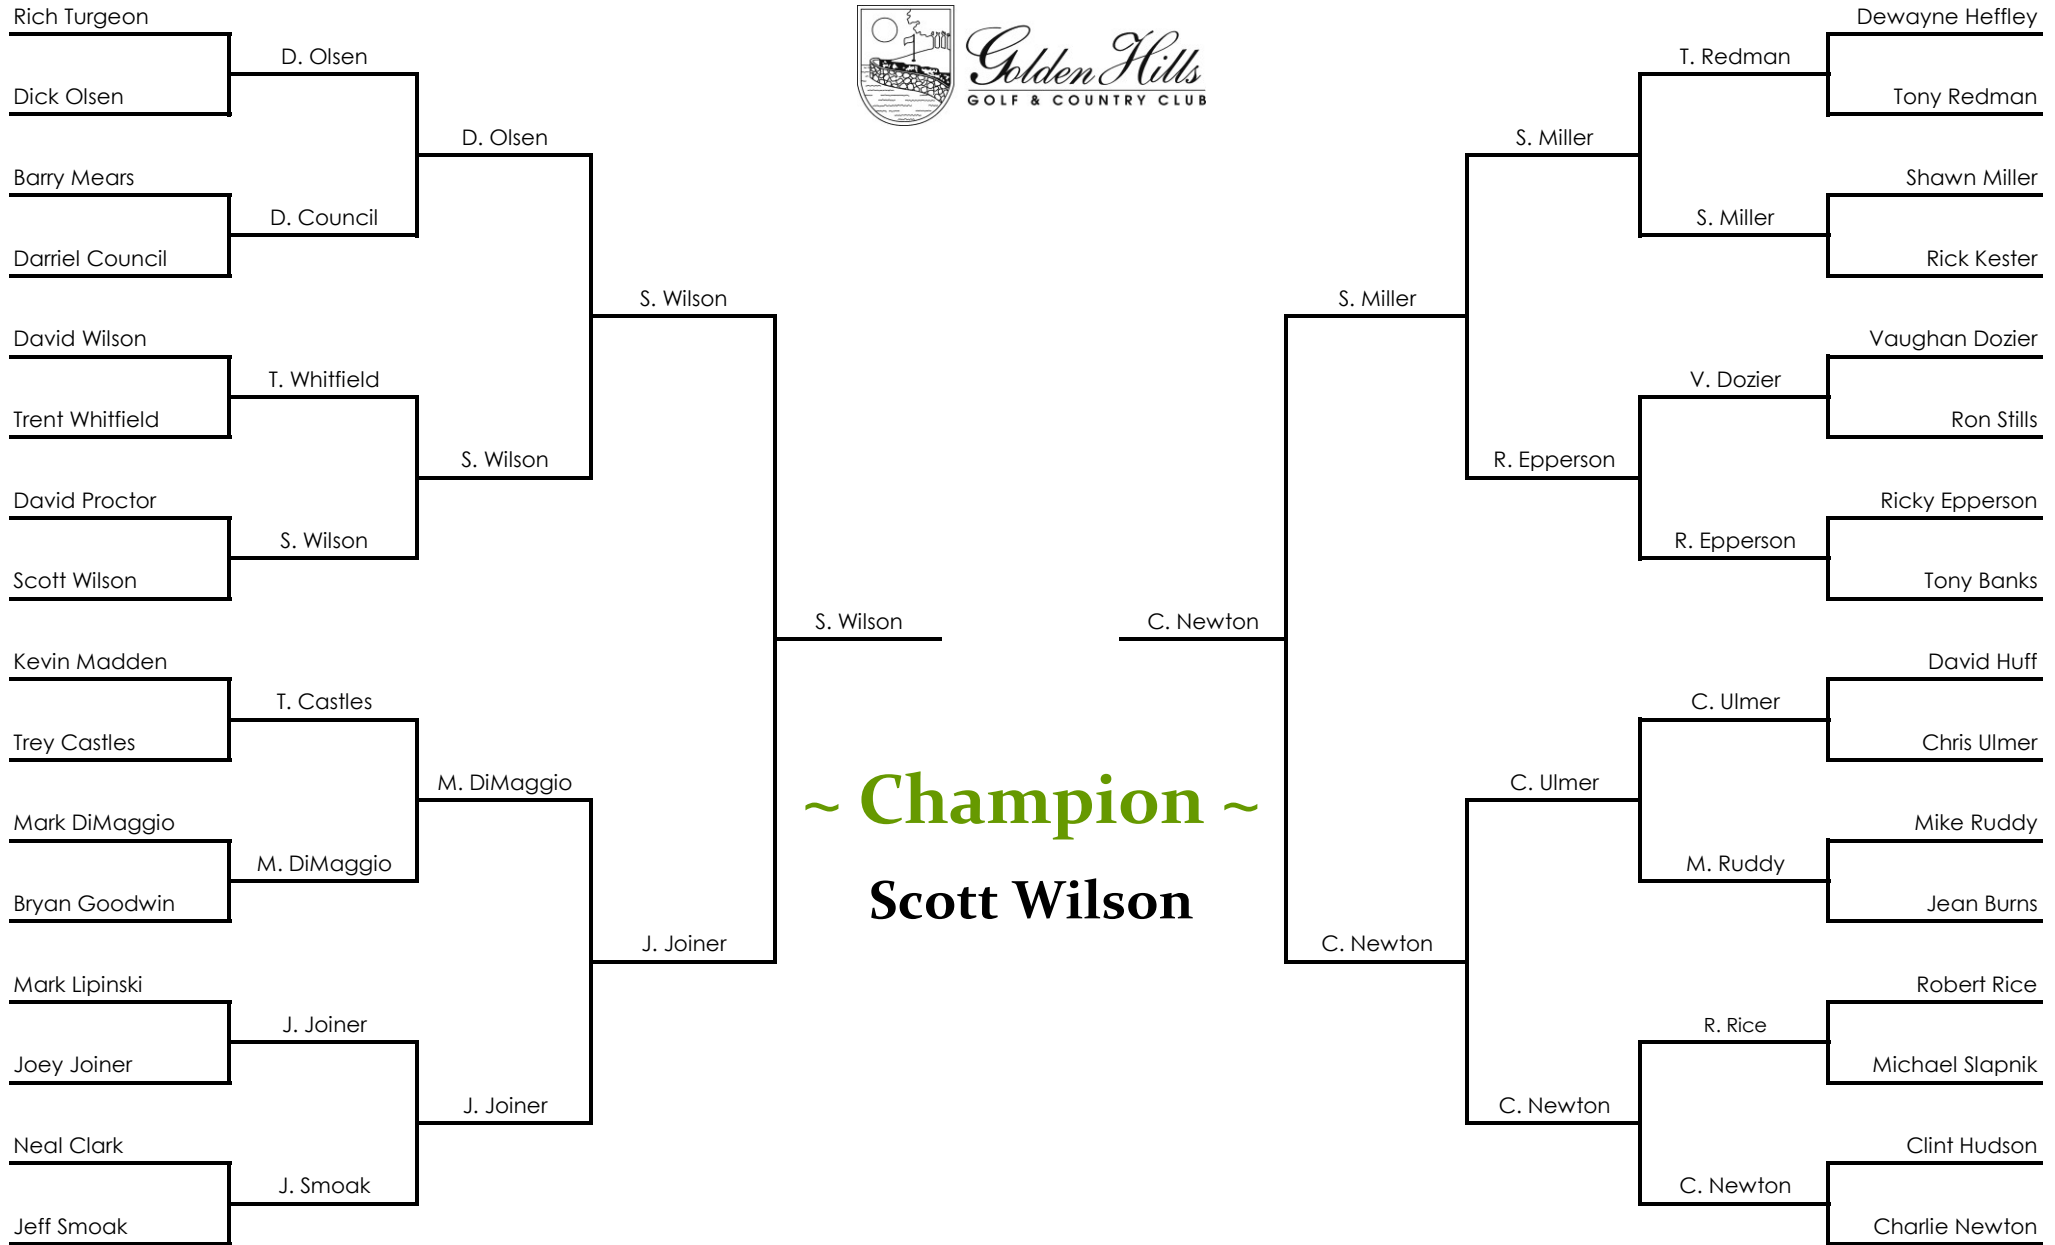 Rich Turgeon
Dick Olsen
Barry Mears
Darriel Council
David Wilson
Trent Whitfield
David Proctor
Scott Wilson
Kevin Madden
Trey Castles
Mark DiMaggio
Bryan Goodwin
Mark Lipinski
Joey Joiner
Neal Clark
Jeff Smoak
D. Olsen
D. Council
T. Whitfield
S. Wilson
T. Castles
M. DiMaggio
J. Joiner
J. Smoak
D. Olsen
S. Wilson
M. DiMaggio
J. Joiner
S. Wilson
J. Joiner
S. Wilson
Golden Hills
GOLF & COUNTRY CLUB
~ Champion ~
Scott Wilson
C. Newton
S. Miller
C. Newton
S. Miller
R. Epperson
C. Ulmer
C. Newton
T. Redman
S. Miller
V. Dozier
R. Epperson
C. Ulmer
M. Ruddy
R. Rice
C. Newton
Dewayne Heffley
Tony Redman
Shawn Miller
Rick Kester
Vaughan Dozier
Ron Stills
Ricky Epperson
Tony Banks
David Huff
Chris Ulmer
Mike Ruddy
Jean Burns
Robert Rice
Michael Slapnik
Clint Hudson
Charlie Newton